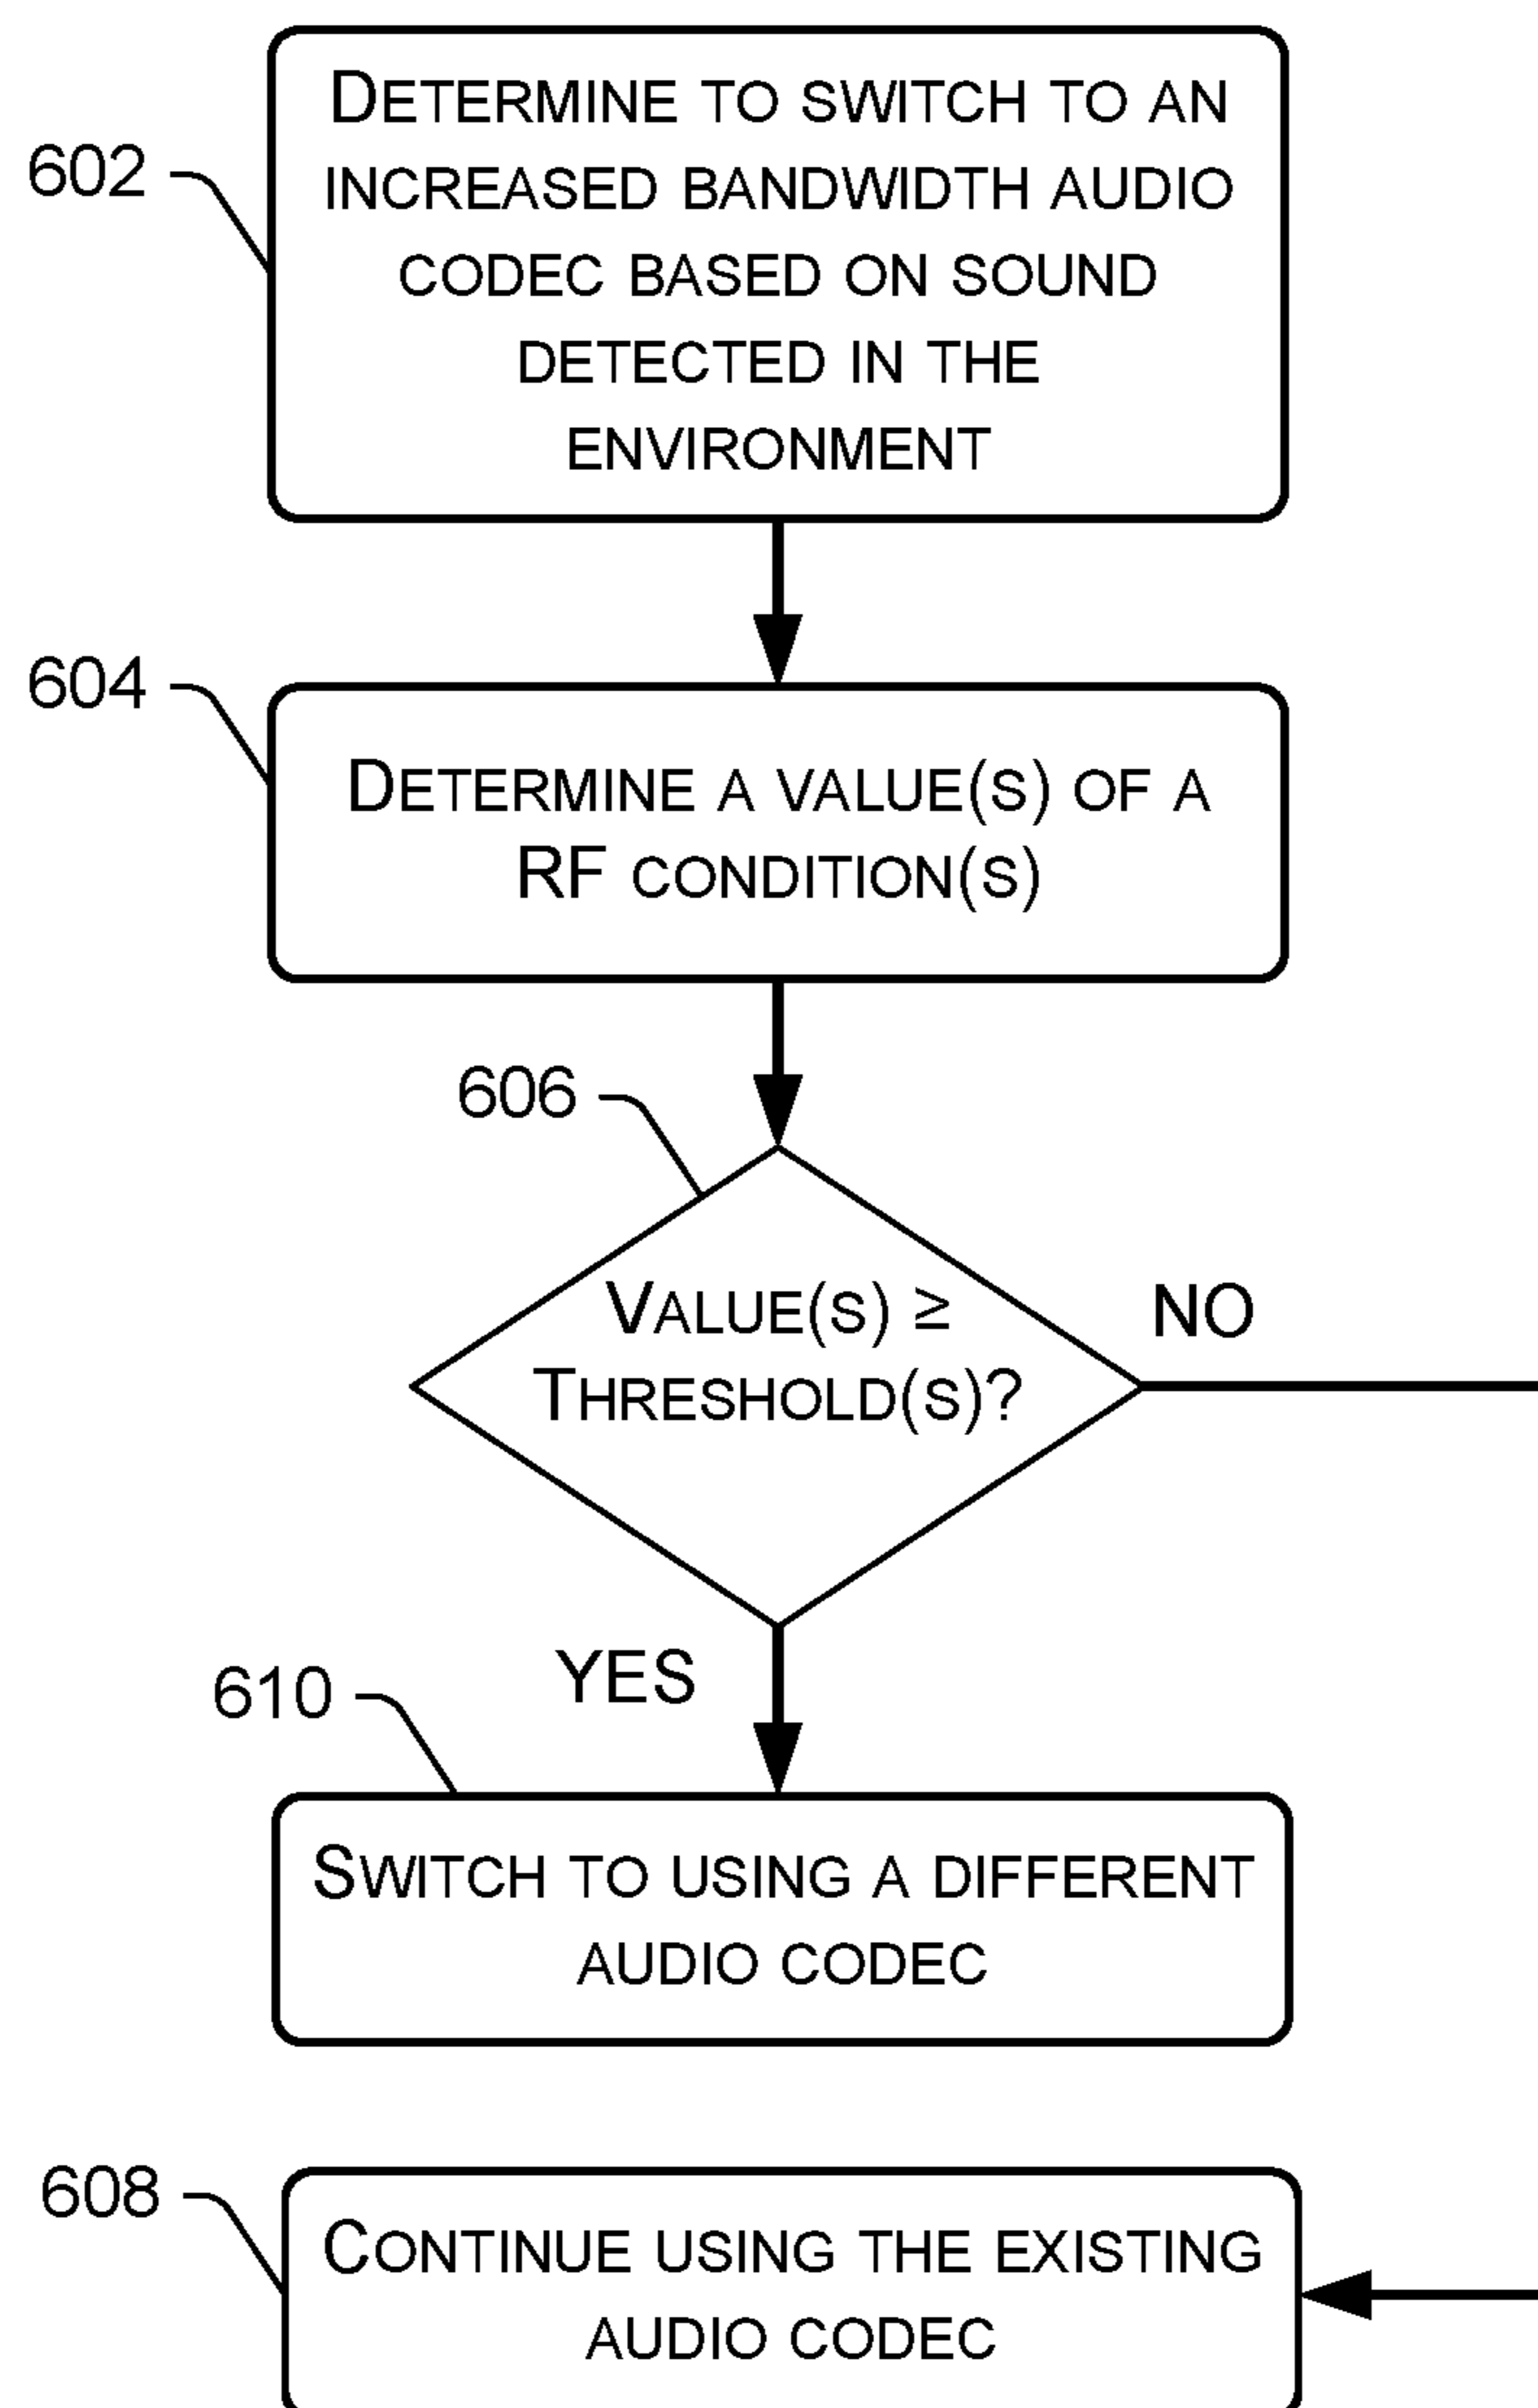 602
DETERMINE TO SWITCH TO AN
INCREASED BANDWIDTH AUDIO
CODEC BASED ON SOUND
DETECTED IN THE
ENVIRONMENT
604
DETERMINE A VALUE(S) OF A
RF CONDITION(S)
606
VALUE(S) ≥
THRESHOLD(S)?
NO
YES
610
SWITCH TO USING A DIFFERENT
AUDIO CODEC
608
CONTINUE USING THE EXISTING
AUDIO CODEC